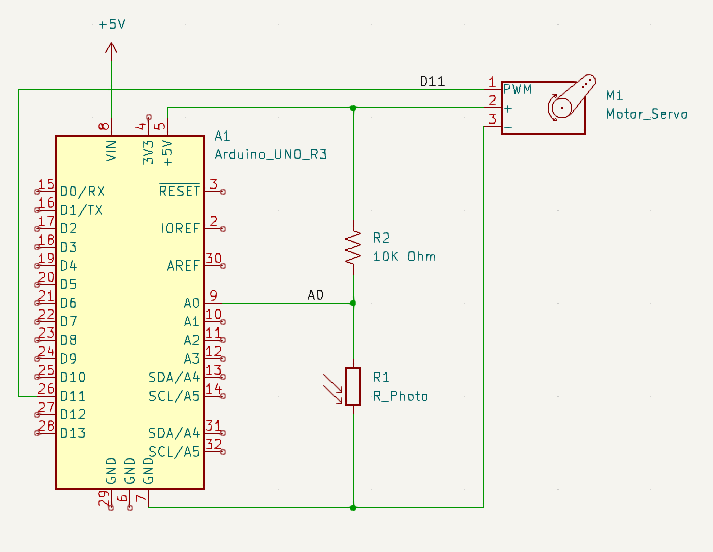 +5V
D11
1 PWM
2 +
3 -
M1
Motor_Servo
8
4
5
VIN
3V3
+5V
A1
Arduino_UNO_R3
15 D0/RX
RESET 3
16 D1/TX
17 D2
IOREF 2
18 D3
19 D4
AREF 30
20 D5
21 D6
A0 9
A0
22 D7
A1 10
23 D8
A2 11
24 D9
A3 12
25 D10
SDA/A4 13
26 D11
SCL/A5 14
27 D12
28 D13
SDA/A4 31
SCL/A5 32
GND
GND
GND
29
6
7
R2
10K Ohm
R1
R_Photo